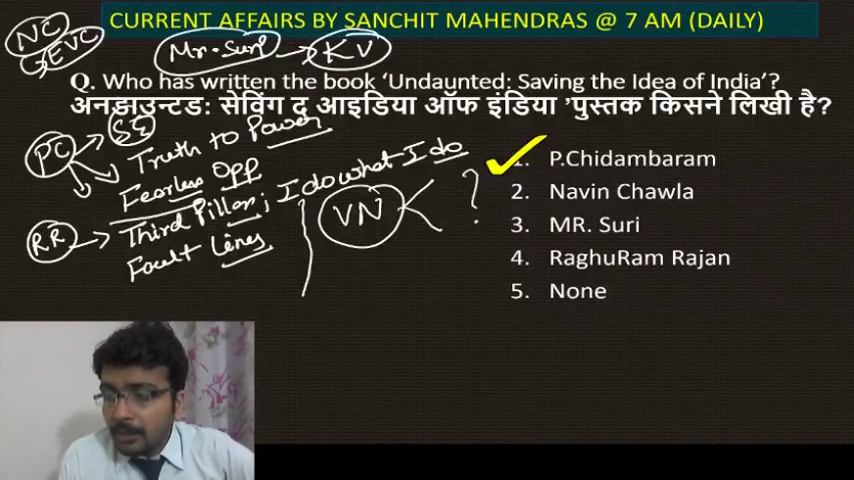 CURRENT AFFAIRS BY SANCHIT MAHENDRAS @ 7 AM (DAILY)
NC
EVC
Mr. Suri → KV
Q. Who has written the book ‘Undaunted: Saving the Idea of India’?
अनडाउन्टड: सेविंग द आइडिया ऑफ इंडिया ’पुस्तक किसने लिखी है?
PC
Truth to Power
Fearless Opp
RR → Third Pillar; I do what I do
Fault Lines
VN < ?
1. P.Chidambaram
2. Navin Chawla
3. MR. Suri
4. RaghuRam Rajan
5. None